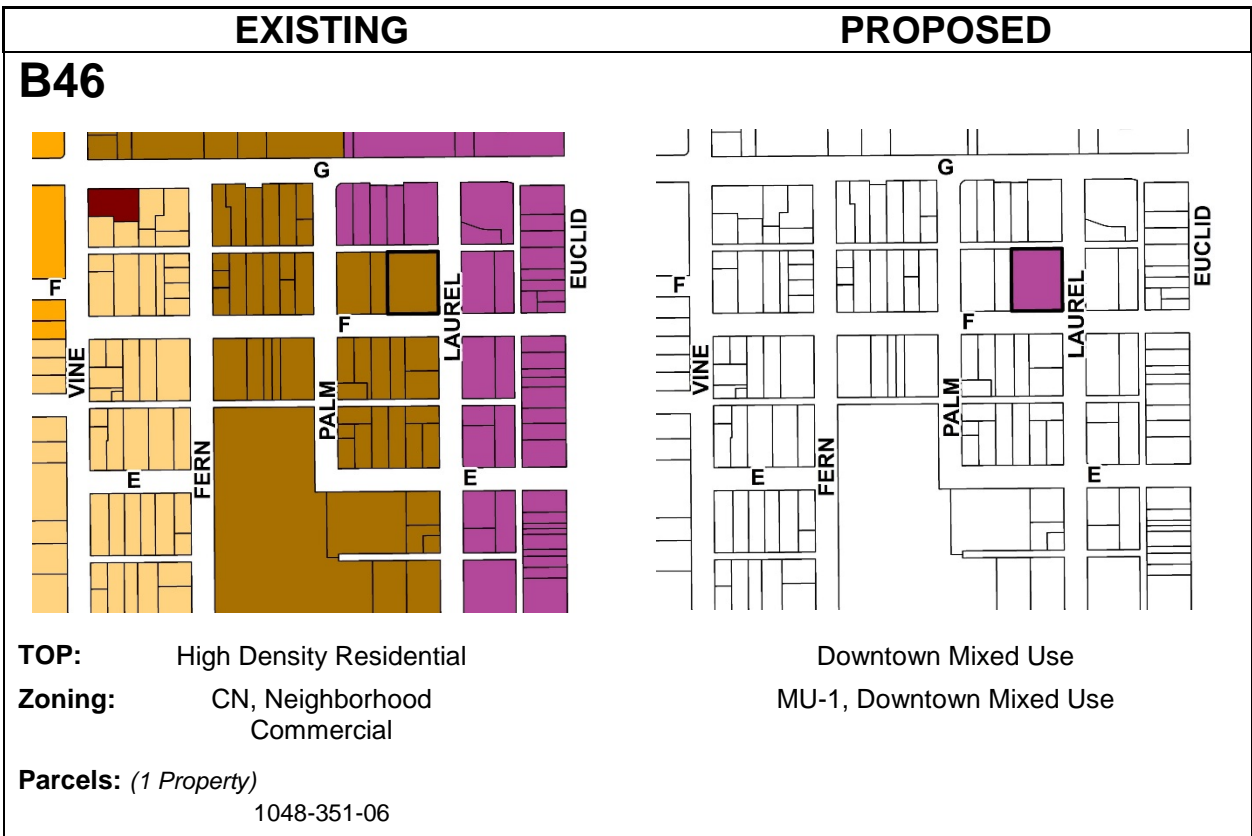 EXISTING PROPOSED
B46
G G
EUCLID EUCLID
F F
LAUREL LAUREL
F F
VINE VINE
PALM PALM
FERN FERN
E E E E
TOP: High Density Residential Downtown Mixed Use
Zoning: CN, Neighborhood MU-1, Downtown Mixed Use
Commercial
Parcels: (1 Property)
1048-351-06